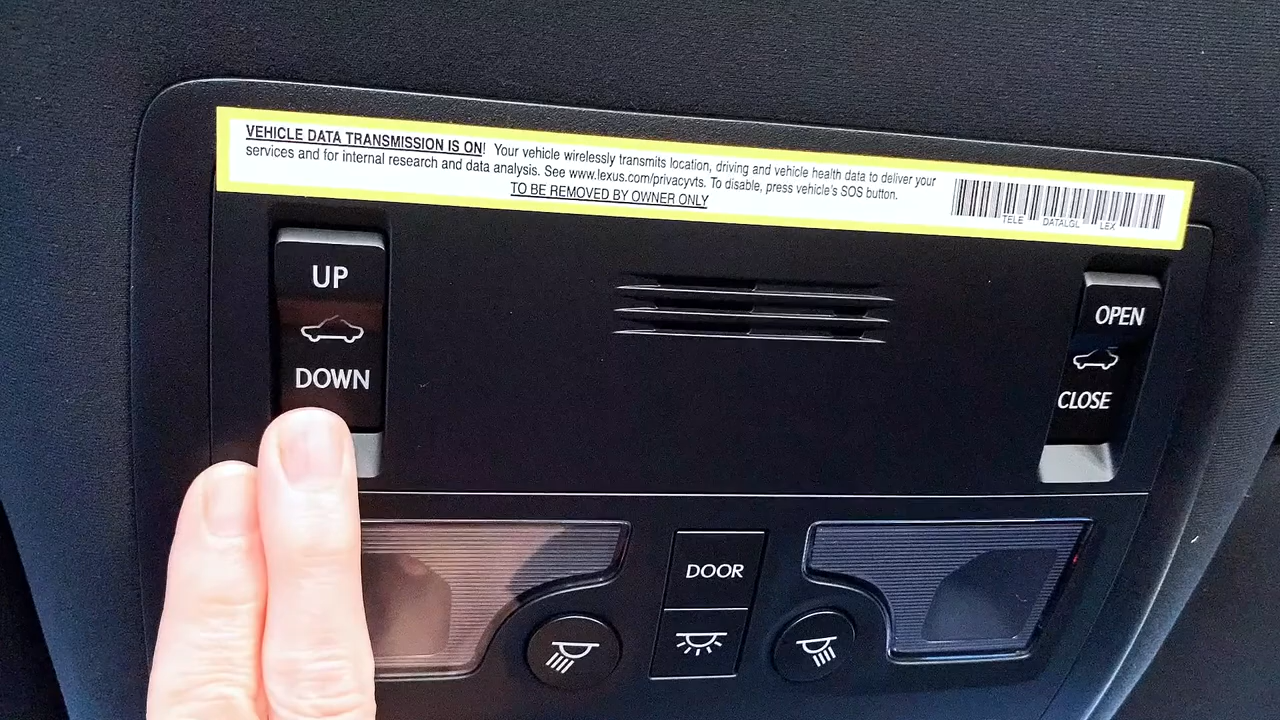 VEHICLE DATA TRANSMISSION IS ON! Your vehicle wirelessly transmits location, driving and vehicle health data to deliver your
services and for internal research and data analysis. See www.lexus.com/privacyvts. To disable, press vehicle's SOS button.
TO BE REMOVED BY OWNER ONLY
TELE DATALGL LEX
UP
DOWN
OPEN
CLOSE
DOOR